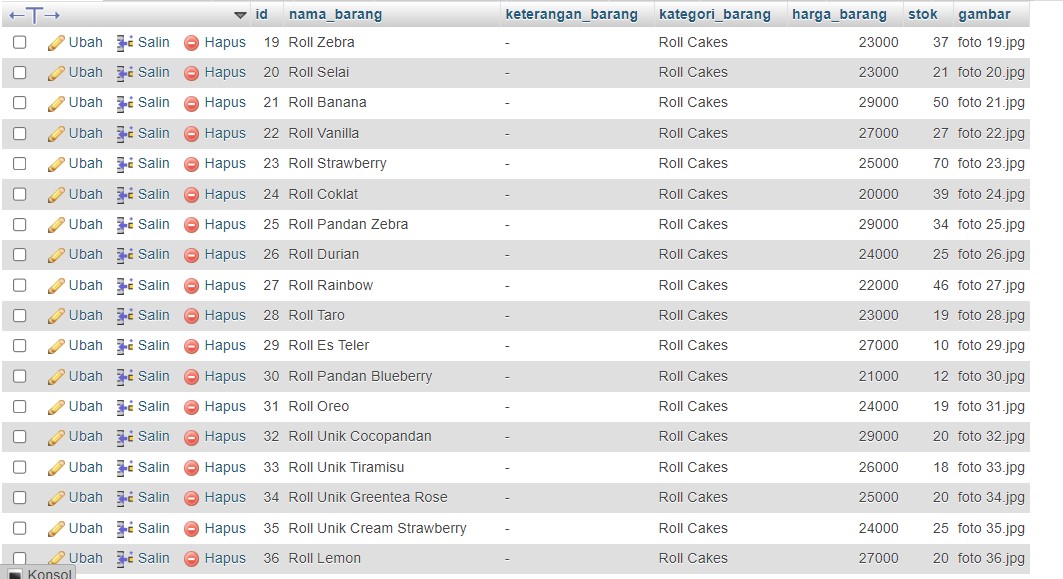 id nama_barang keterangan_barang kategori_barang harga_barang stok gambar
Ubah Salin Hapus 19 Roll Zebra - Roll Cakes 23000 37 foto 19.jpg
Ubah Salin Hapus 20 Roll Selai - Roll Cakes 23000 21 foto 20.jpg
Ubah Salin Hapus 21 Roll Banana - Roll Cakes 29000 50 foto 21.jpg
Ubah Salin Hapus 22 Roll Vanilla - Roll Cakes 27000 27 foto 22.jpg
Ubah Salin Hapus 23 Roll Strawberry - Roll Cakes 25000 70 foto 23.jpg
Ubah Salin Hapus 24 Roll Coklat - Roll Cakes 20000 39 foto 24.jpg
Ubah Salin Hapus 25 Roll Pandan Zebra - Roll Cakes 29000 34 foto 25.jpg
Ubah Salin Hapus 26 Roll Durian - Roll Cakes 24000 25 foto 26.jpg
Ubah Salin Hapus 27 Roll Rainbow - Roll Cakes 22000 46 foto 27.jpg
Ubah Salin Hapus 28 Roll Taro - Roll Cakes 23000 19 foto 28.jpg
Ubah Salin Hapus 29 Roll Es Teler - Roll Cakes 27000 10 foto 29.jpg
Ubah Salin Hapus 30 Roll Pandan Blueberry - Roll Cakes 21000 12 foto 30.jpg
Ubah Salin Hapus 31 Roll Oreo - Roll Cakes 24000 19 foto 31.jpg
Ubah Salin Hapus 32 Roll Unik Cocopandan - Roll Cakes 29000 20 foto 32.jpg
Ubah Salin Hapus 33 Roll Unik Tiramisu - Roll Cakes 26000 18 foto 33.jpg
Ubah Salin Hapus 34 Roll Unik Greentea Rose - Roll Cakes 25000 20 foto 34.jpg
Ubah Salin Hapus 35 Roll Unik Cream Strawberry - Roll Cakes 24000 25 foto 35.jpg
Ubah Salin Hapus 36 Roll Lemon - Roll Cakes 27000 20 foto 36.jpg
Konsol